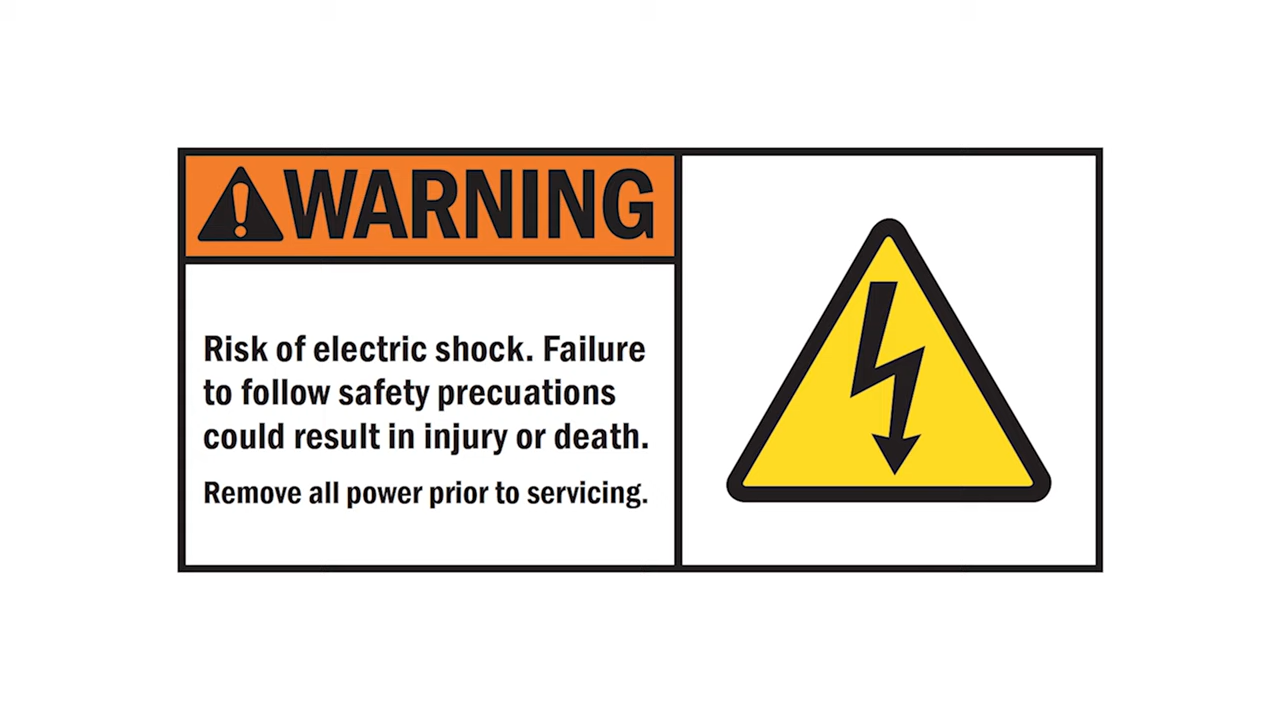 WARNING
Risk of electric shock. Failure
to follow safety precuations
could result in injury or death.
Remove all power prior to servicing.